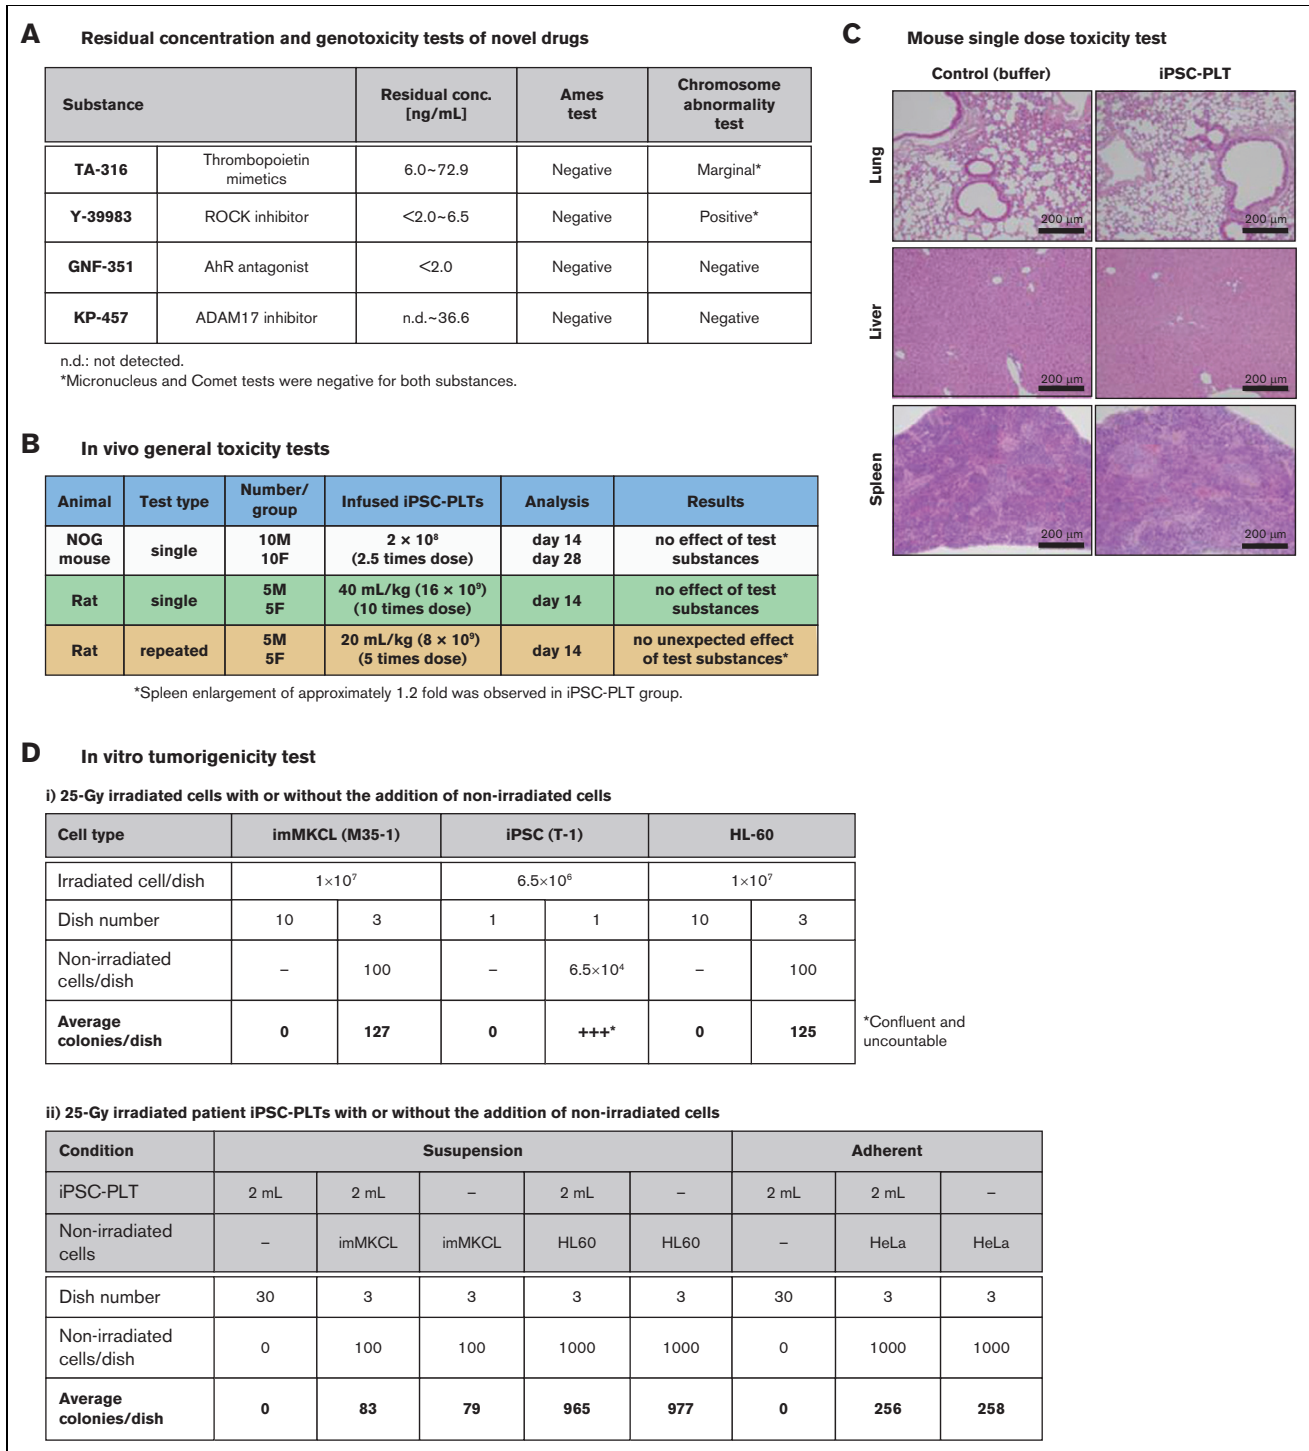 A Residual concentration and genotoxicity tests of novel drugs
Substance Residual conc. [ng/mL] Ames test Chromosome abnormality test
TA-316 Thrombopoietin mimetics 6.0~72.9 Negative Marginal*
Y-39983 ROCK inhibitor <2.0~6.5 Negative Positive*
GNF-351 AhR antagonist <2.0 Negative Negative
KP-457 ADAM17 inhibitor n.d.~36.6 Negative Negative
n.d.: not detected.
*Micronucleus and Comet tests were negative for both substances.
B In vivo general toxicity tests
Animal Test type Number/ group Infused iPSC-PLTs Analysis Results
NOG mouse single 10M 10F 2 × 10⁸ (2.5 times dose) day 14 day 28 no effect of test substances
Rat single 5M 5F 40 mL/kg (16 × 10⁹) (10 times dose) day 14 no effect of test substances
Rat repeated 5M 5F 20 mL/kg (8 × 10⁹) (5 times dose) day 14 no unexpected effect of test substances*
*Spleen enlargement of approximately 1.2 fold was observed in iPSC-PLT group.
C Mouse single dose toxicity test
Control (buffer) iPSC-PLT
Lung
200 µm 200 µm
Liver
200 µm 200 µm
Spleen
200 µm 200 µm
D In vitro tumorigenicity test
i) 25-Gy irradiated cells with or without the addition of non-irradiated cells
Cell type imMKCL (M35-1) iPSC (T-1) HL-60
Irradiated cell/dish 1×10⁷ 6.5×10⁶ 1×10⁷
Dish number 10 3 1 1 10 3
Non-irradiated cells/dish – 100 – 6.5×10⁴ – 100
Average colonies/dish 0 127 0 +++* 0 125
*Confluent and
uncountable
ii) 25-Gy irradiated patient iPSC-PLTs with or without the addition of non-irradiated cells
Condition Susupension Adherent
iPSC-PLT 2 mL 2 mL – 2 mL – 2 mL 2 mL –
Non-irradiated cells – imMKCL imMKCL HL60 HL60 – HeLa HeLa
Dish number 30 3 3 3 3 30 3 3
Non-irradiated cells/dish 0 100 100 1000 1000 0 1000 1000
Average colonies/dish 0 83 79 965 977 0 256 258